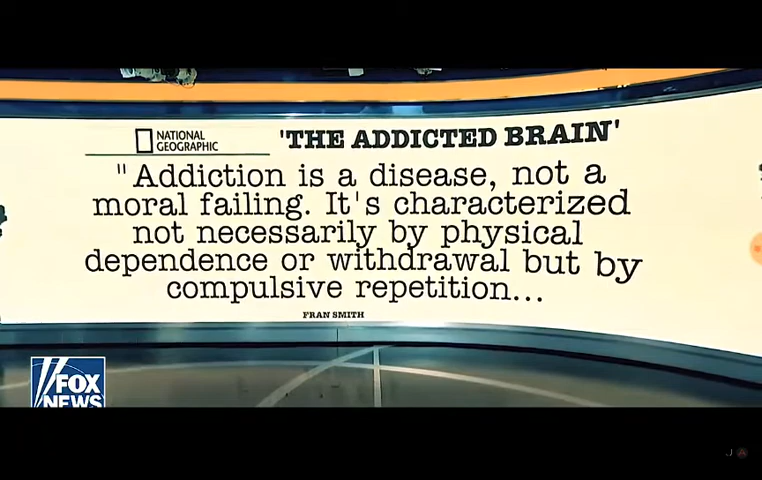 NATIONAL
GEOGRAPHIC
'THE ADDICTED BRAIN'
"Addiction is a disease, not a
moral failing. It's characterized
not necessarily by physical
dependence or withdrawal but by
compulsive repetition...
FRAN SMITH
FOX
NEWS